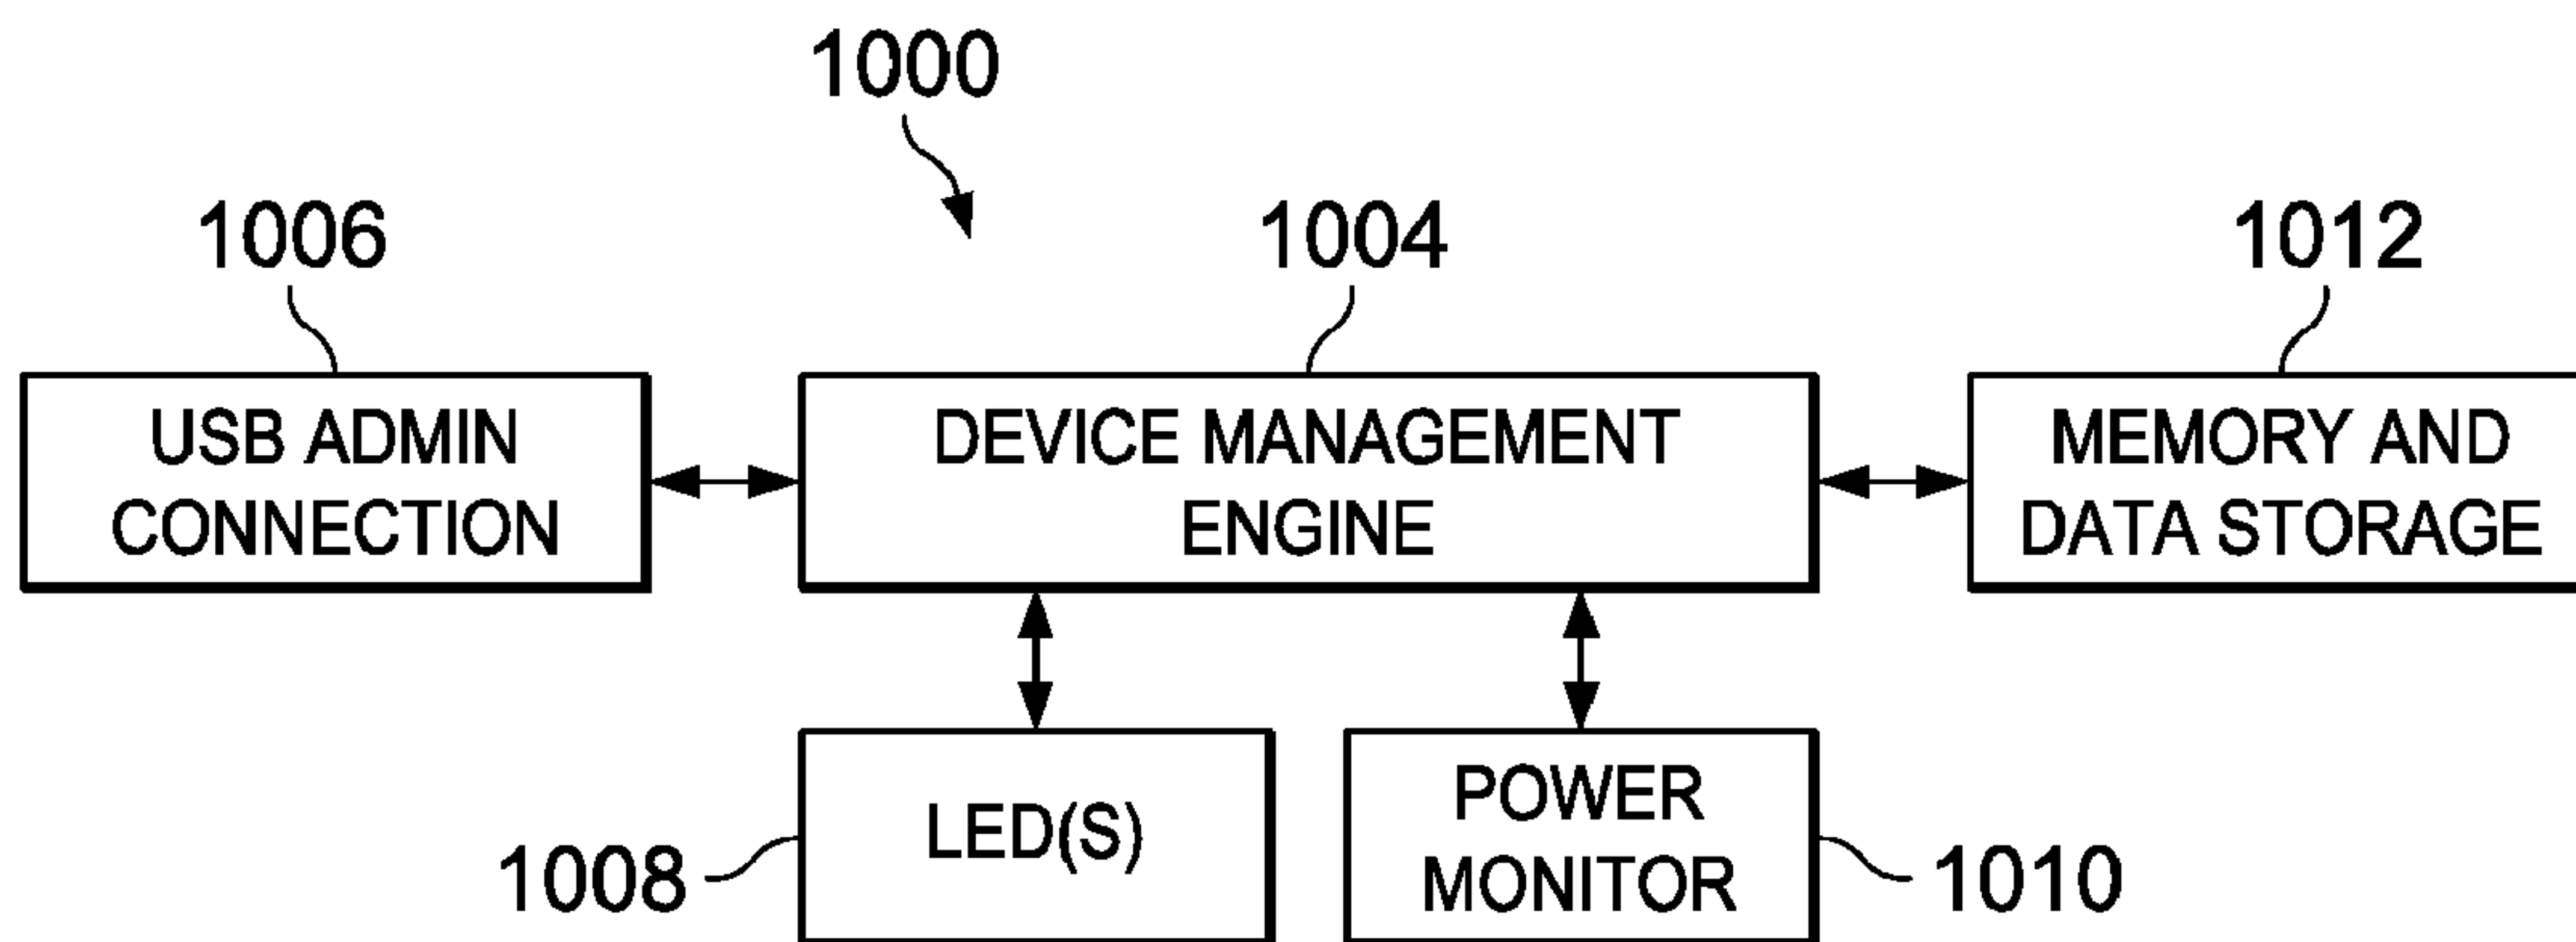 1000
1006
1004
1012
USB ADMIN
CONNECTION
DEVICE MANAGEMENT
ENGINE
MEMORY AND
DATA STORAGE
1008
LED(S)
POWER
MONITOR
1010